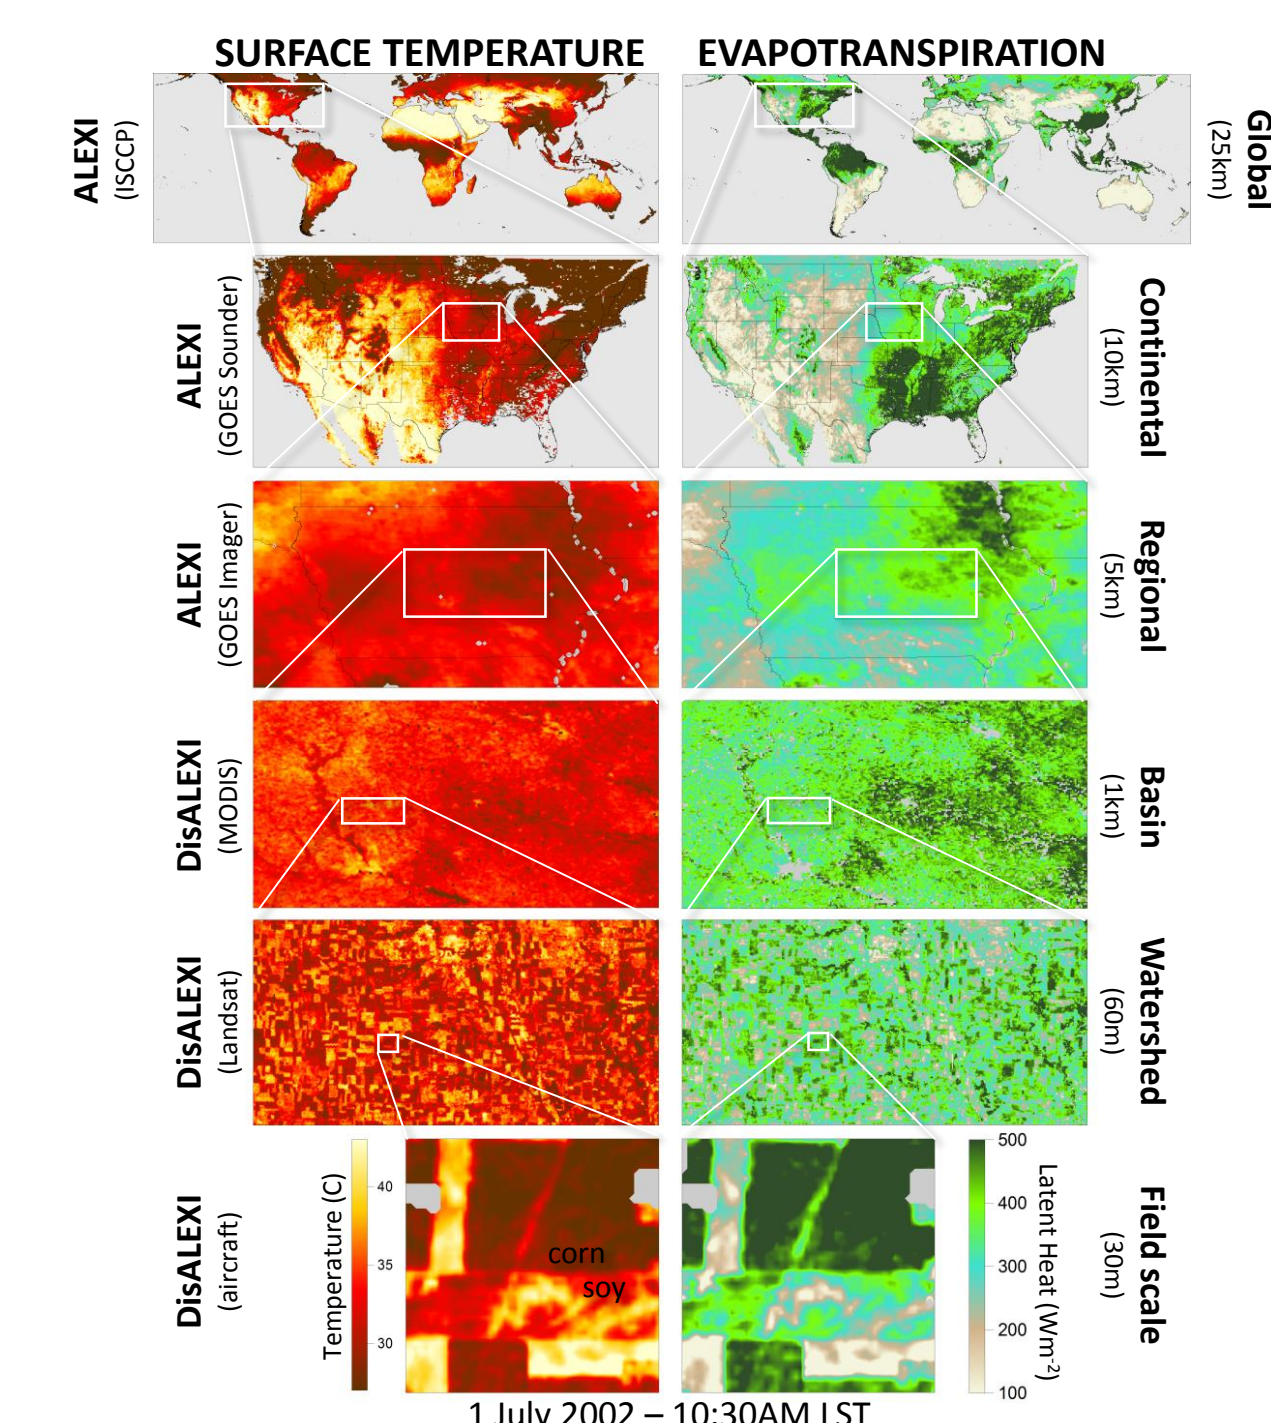 SURFACE TEMPERATURE
EVAPOTRANSPIRATION
ALEXI
(ISCCP)
Global
(25km)
ALEXI
(GOES Sounder)
Continental
(10km)
ALEXI
(GOES Imager)
Regional
(5km)
DisALEXI
(MODIS)
Basin
(1km)
DisALEXI
(Landsat)
Watershed
(60m)
DisALEXI
(aircraft)
Temperature (C)
40
35
30
corn
soy
500
400
300
200
100
Latent Heat (Wm-2)
Field scale
(30m)
1 July 2002 – 10:30AM LST